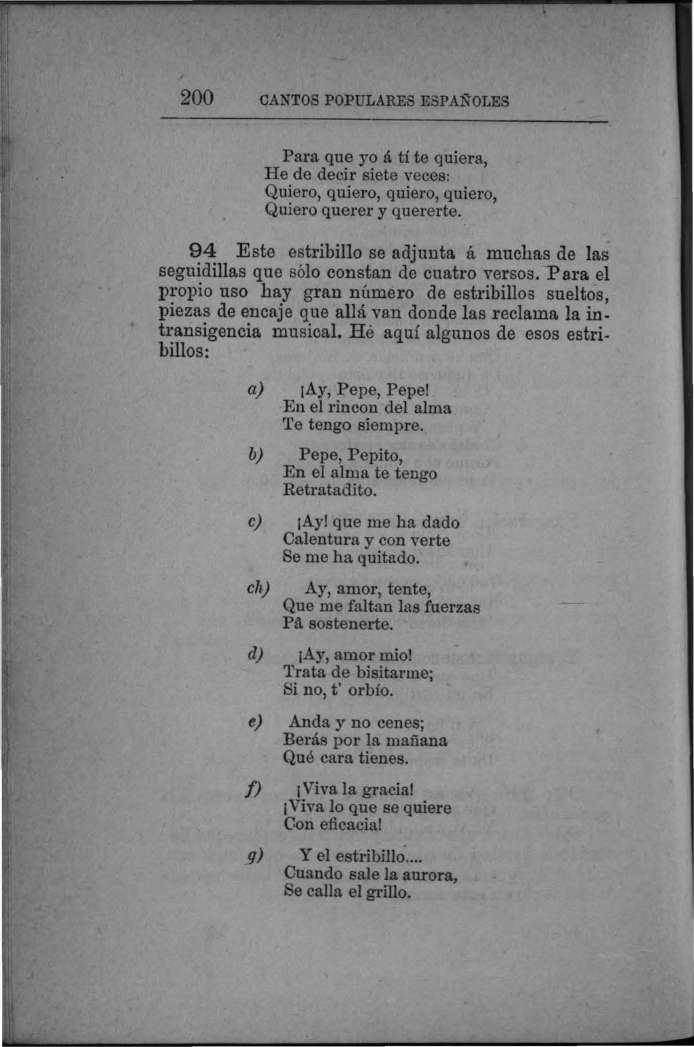 200 CANTOS POPULARES ESPAÑOLES
Para que yo á tí te quiera,
He de decir siete veces:
Quiero, quiero, quiero, quiero,
Quiero querer y quererte.
94 Este estribillo se adjunta á muchas de las
seguidillas que sólo constan de cuatro versos. Para el
propio uso hay gran número de estribillos sueltos,
piezas de encaje que allá van donde las reclama la in-
transigencia musical. Hé aquí algunos de esos estri-
billos:
a) ¡Ay, Pepe, Pepe!
En el rincon del alma
Te tengo siempre.
b) Pepe, Pepito,
En el alma te tengo
Retratadito.
c) ¡Ay! que me ha dado
Calentura y con verte
Se me ha quitado.
ch) Ay, amor, tente,
Que me faltan las fuerzas
Pâ sostenerte.
d) ¡Ay, amor mio!
Trata de bisitarme;
Si no, t' orbío.
e) Anda y no cenes;
Berás por la mañana
Qué cara tienes.
f) ¡Viva la gracia!
¡Viva lo que se quiere
Con eficacia!
g) Y el estribillo....
Cuando sale la aurora,
Se calla el grillo.